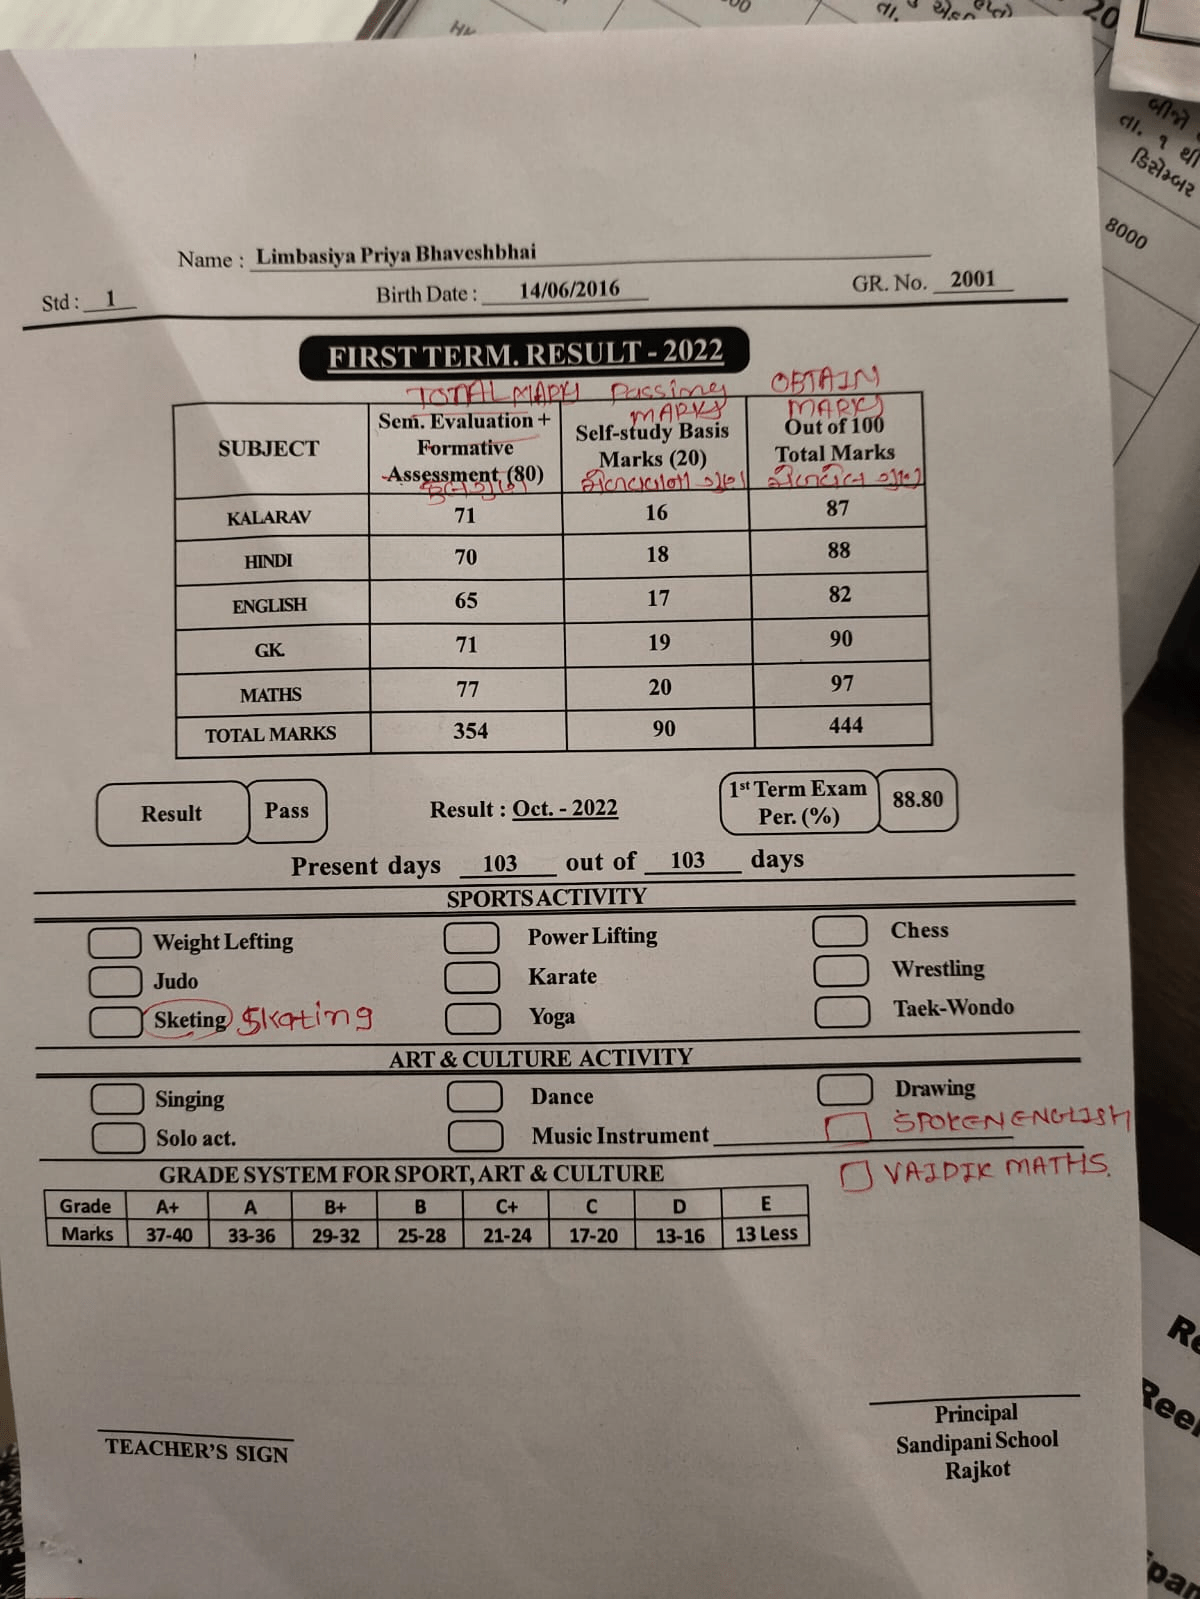 તા.
20
બીજો
તા. ૧ થી
ડિસેમ્બર
8000
Name : Limbasiya Priya Bhaveshbhai
Std : 1 Birth Date : 14/06/2016 GR. No. 2001
FIRST TERM. RESULT - 2022
TOTAL MARK Passing MARKS OBTAIN MARKS
SUBJECT
Sem. Evaluation +
Formative
Assessment (80)
કુલ ગુણ
Self-study Basis
Marks (20)
મેળવવાના ગુણ
Out of 100
Total Marks
મેળવેલ ગુણ
KALARAV 71 16 87
HINDI 70 18 88
ENGLISH 65 17 82
GK. 71 19 90
MATHS 77 20 97
TOTAL MARKS 354 90 444
Result Pass Result : Oct. - 2022 1st Term Exam Per. (%) 88.80
Present days 103 out of 103 days
SPORTS ACTIVITY
Weight Lefting Power Lifting Chess
Judo Karate Wrestling
Sketing Skating Yoga Taek-Wondo
ART & CULTURE ACTIVITY
Singing Dance Drawing
SPOKEN ENGLISH
Solo act. Music Instrument
VAIDIK MATHS.
GRADE SYSTEM FOR SPORT, ART & CULTURE
Grade A+ A B+ B C+ C D E
Marks 37-40 33-36 29-32 25-28 21-24 17-20 13-16 13 Less
TEACHER'S SIGN
Principal
Sandipani School
Rajkot